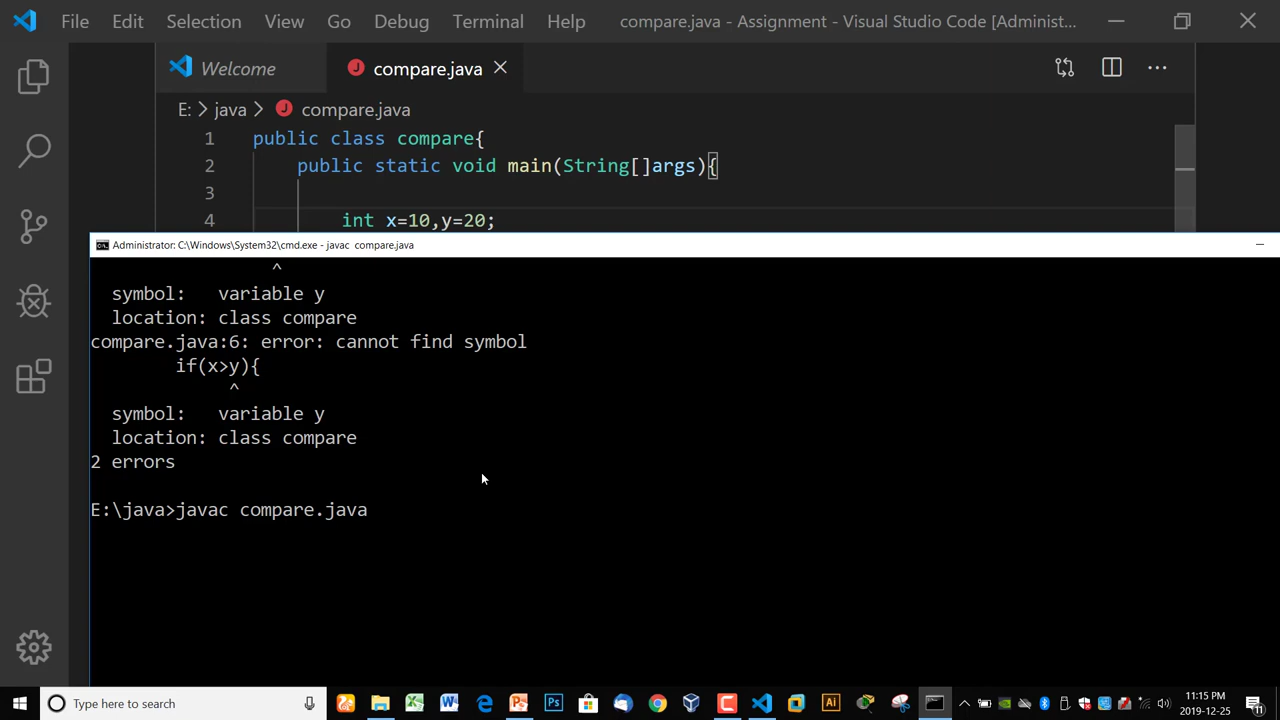 File Edit Selection View Go Debug Terminal Help compare.java - Assignment - Visual Studio Code [Administ...
Welcome J compare.java
E: > java > J compare.java
1 public class compare{
2 public static void main(String[]args){
3
4 int x=10,y=20;
Administrator: C:\Windows\System32\cmd.exe - javac compare.java
^
symbol: variable y
location: class compare
compare.java:6: error: cannot find symbol
if(x>y){
^
symbol: variable y
location: class compare
2 errors
E:\java>javac compare.java
Type here to search
11:15 PM
2019-12-25
11